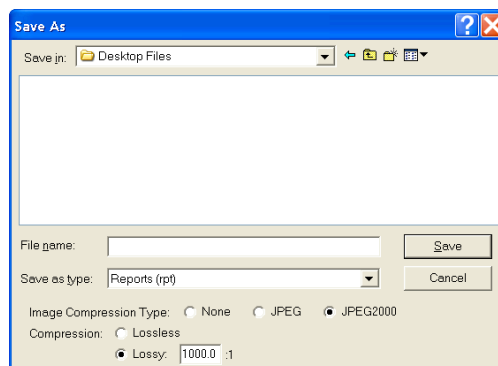 Save As
Save in: Desktop Files
File name:
Save
Save as type: Reports (rpt)
Cancel
Image Compression Type: None JPEG JPEG2000
Compression: Lossless
Lossy: 1000.0 :1